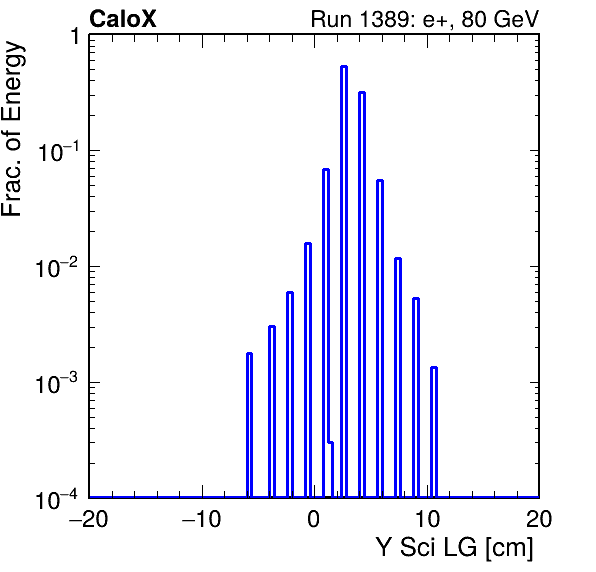 CaloX Run 1389: e+, 80 GeV
Frac. of Energy
1
10⁻¹
10⁻²
10⁻³
10⁻⁴
−20 −10 0 10 20
Y Sci LG [cm]